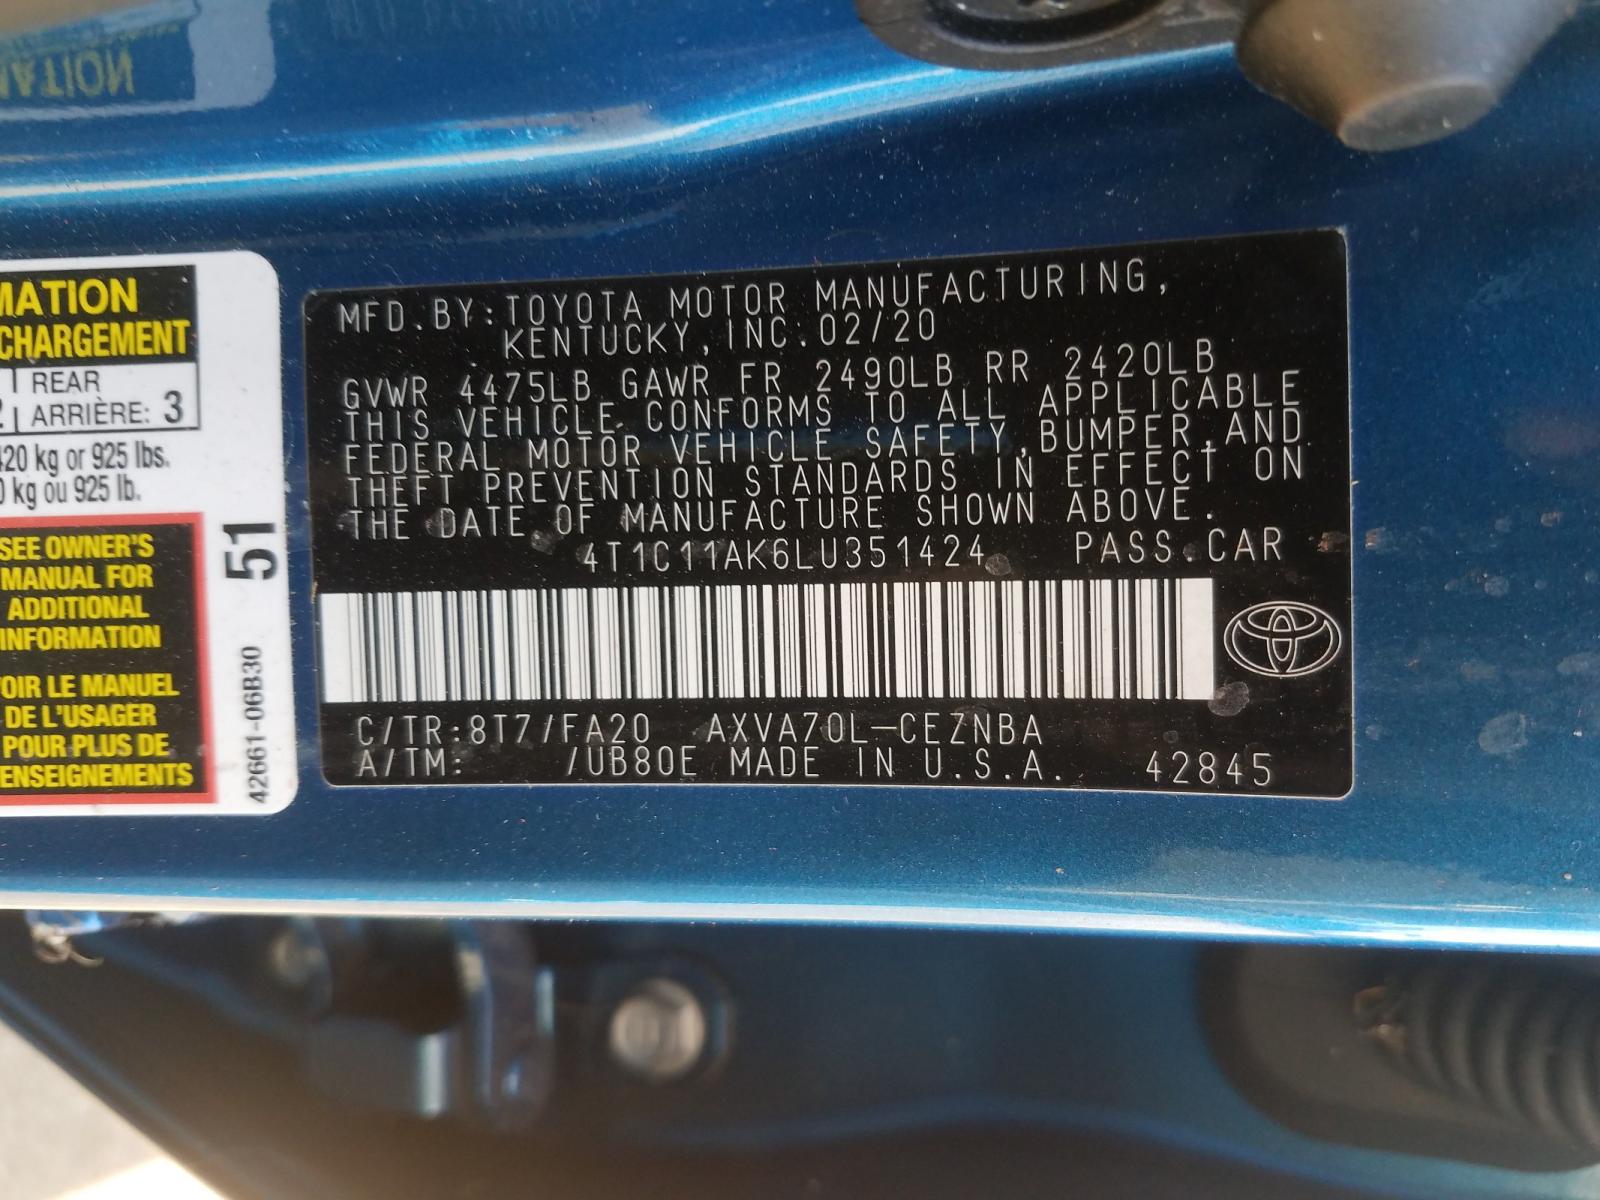 MATION
CHARGEMENT
REAR
ARRIÈRE: 3
420 kg or 925 lbs.
kg ou 925 lb.
SEE OWNER'S
MANUAL FOR
ADDITIONAL
INFORMATION
VOIR LE MANUEL
DE L'USAGER
POUR PLUS DE
RENSEIGNEMENTS
51
42661-06B30
MFD.BY:TOYOTA MOTOR MANUFACTURING,
KENTUCKY, INC. 02/20
GVWR 4475LB GAWR FR 2490LB RR 2420LB
THIS VEHICLE CONFORMS TO ALL APPLICABLE
FEDERAL MOTOR VEHICLE SAFETY,BUMPER,AND
THEFT PREVENTION STANDARDS IN EFFECT ON
THE DATE OF MANUFACTURE SHOWN ABOVE.
4T1C11AK6LU351424 PASS.CAR
C/TR:8T7/FA20 AXVA70L-CEZNBA
A/TM: /UB80E MADE IN U.S.A. 42845